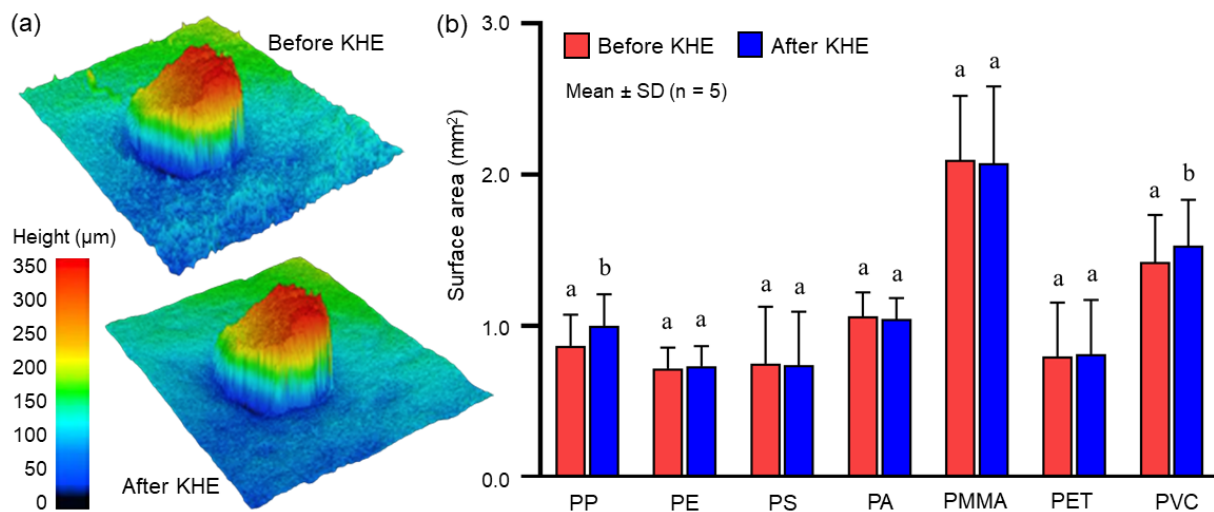 (a)
Before KHE
Height (μm)
350
300
250
200
150
100
50
0
After KHE
(b)
Before KHE After KHE
Mean ± SD (n = 5)
Surface area (mm²)
3.0
2.0
1.0
0.0
a b a a a a a a a a a a a b
PP PE PS PA PMMA PET PVC